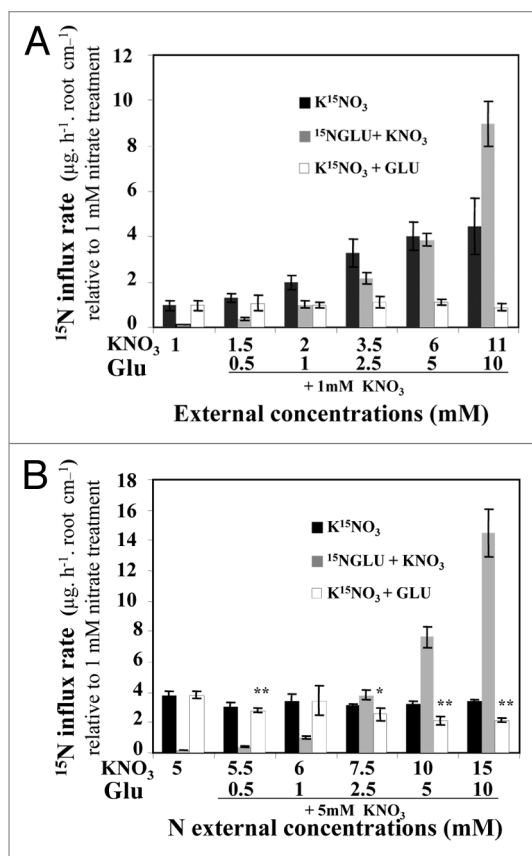 A
¹⁵N influx rate (µg. h⁻¹. root cm⁻¹)
relative to 1 mM nitrate treatment
12
10
8
6
4
2
0
K¹⁵NO₃
¹⁵NGLU+ KNO₃
K¹⁵NO₃ + GLU
KNO₃ 1 1.5 2 3.5 6 11
Glu 0.5 1 2.5 5 10
+ 1mM KNO₃
External concentrations (mM)
B
¹⁵N influx rate (µg. h⁻¹. root cm⁻¹)
relative to 1 mM nitrate treatment
18
16
14
12
10
8
6
4
2
0
K¹⁵NO₃
¹⁵NGLU + KNO₃
K¹⁵NO₃ + GLU
** * ** **
KNO₃ 5 5.5 6 7.5 10 15
Glu 0.5 1 2.5 5 10
+ 5mM KNO₃
N external concentrations (mM)